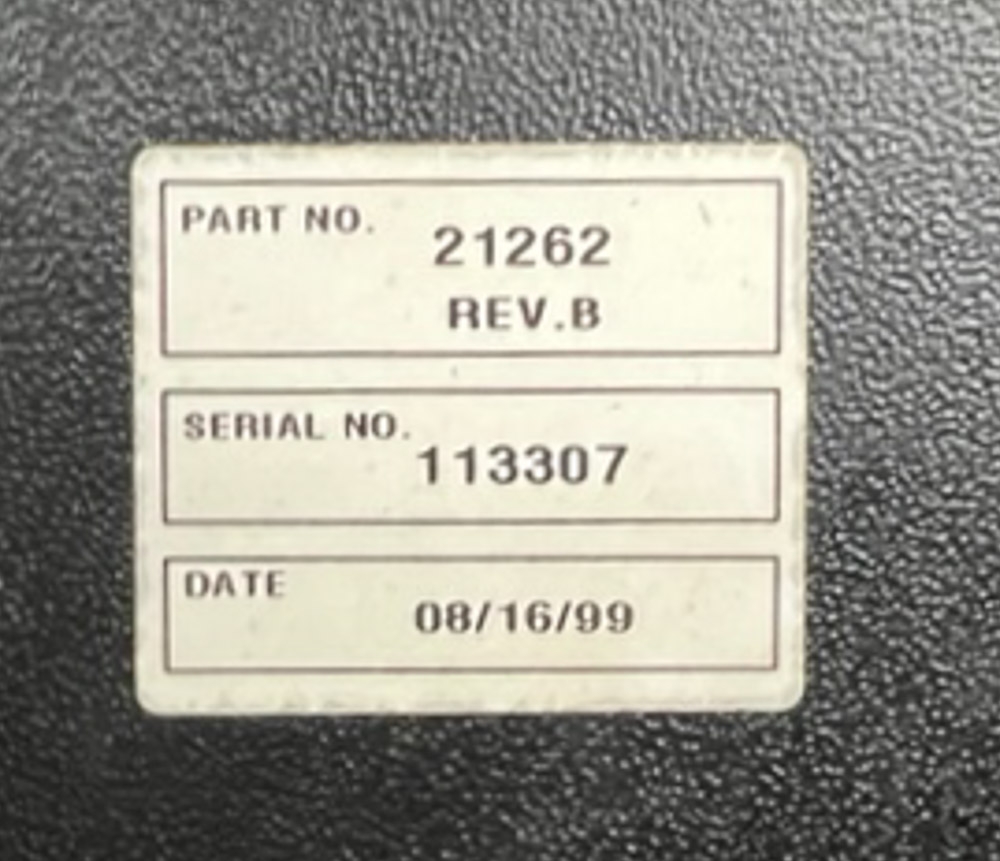 PART NO.
21262
REV.B
SERIAL NO.
113307
DATE
08/16/99